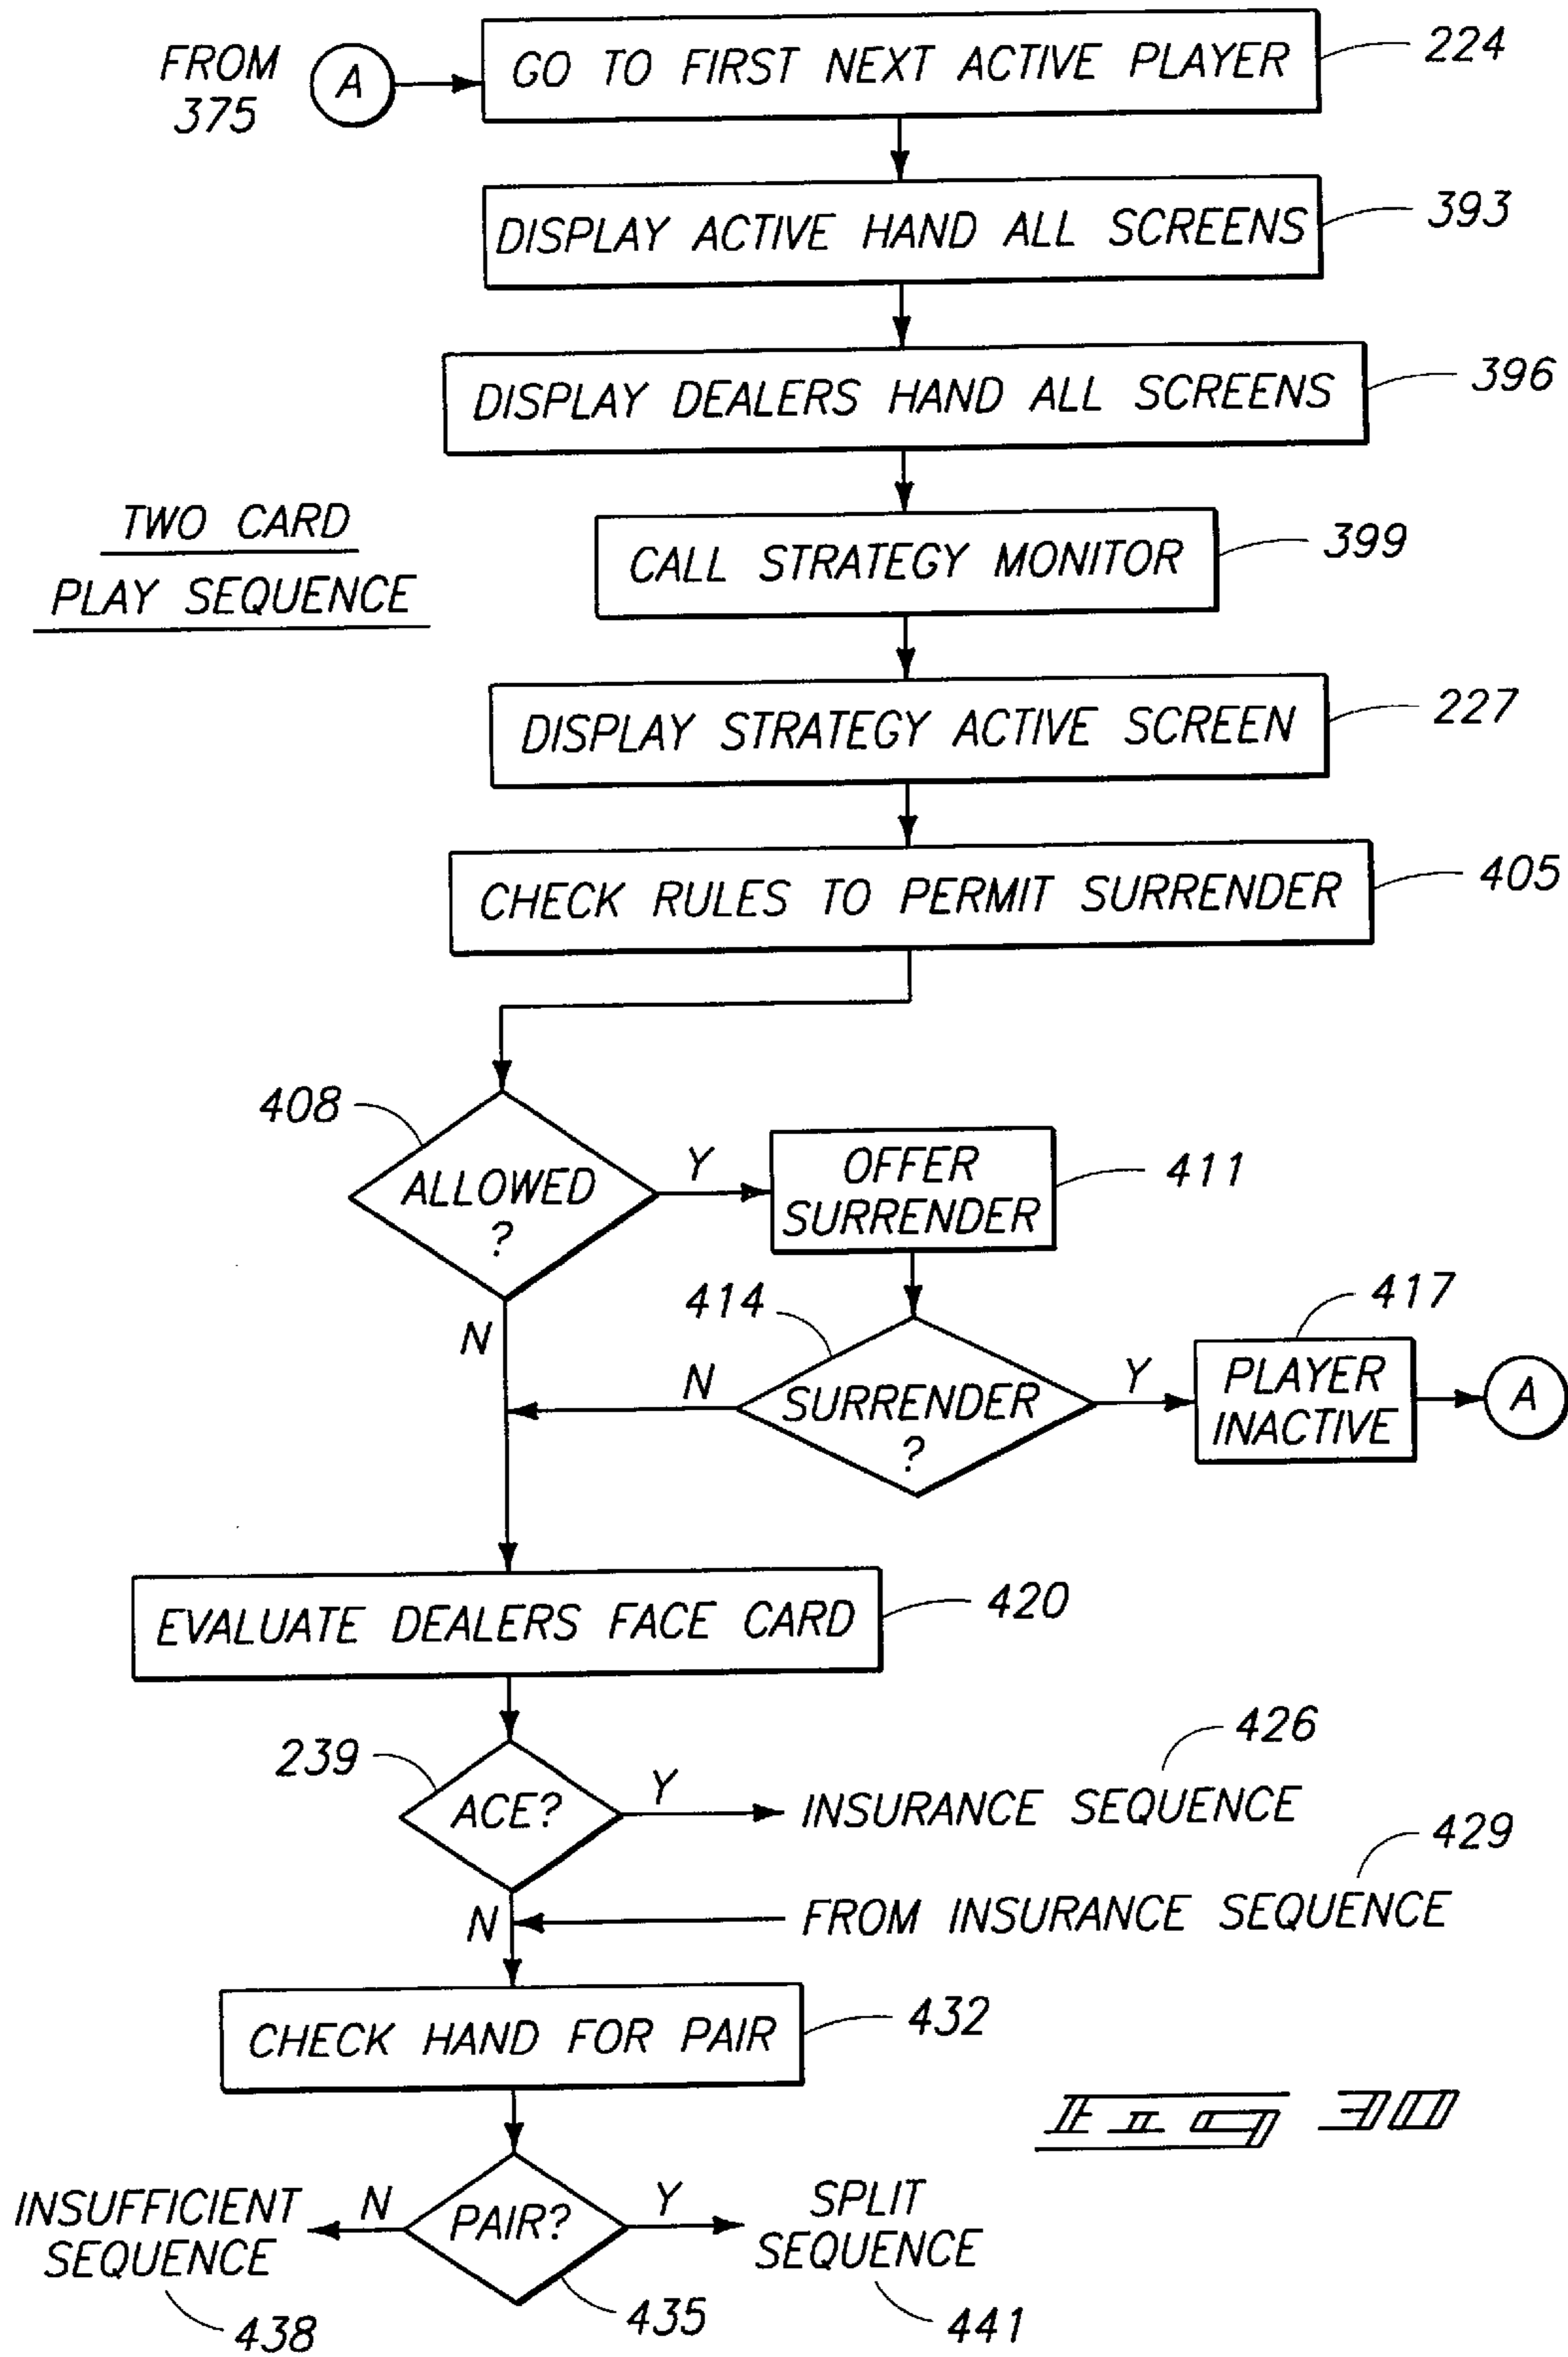 FROM
375
A
GO TO FIRST NEXT ACTIVE PLAYER
224
DISPLAY ACTIVE HAND ALL SCREENS
393
DISPLAY DEALERS HAND ALL SCREENS
396
TWO CARD
PLAY SEQUENCE
CALL STRATEGY MONITOR
399
DISPLAY STRATEGY ACTIVE SCREEN
227
CHECK RULES TO PERMIT SURRENDER
405
408
ALLOWED
?
Y
N
OFFER
SURRENDER
411
414
SURRENDER
?
N
Y
417
PLAYER
INACTIVE
A
EVALUATE DEALERS FACE CARD
420
239
ACE?
Y
N
426
INSURANCE SEQUENCE
429
FROM INSURANCE SEQUENCE
CHECK HAND FOR PAIR
432
PAIR?
435
N
INSUFFICIENT
SEQUENCE
438
Y
SPLIT
SEQUENCE
441
FIG 30